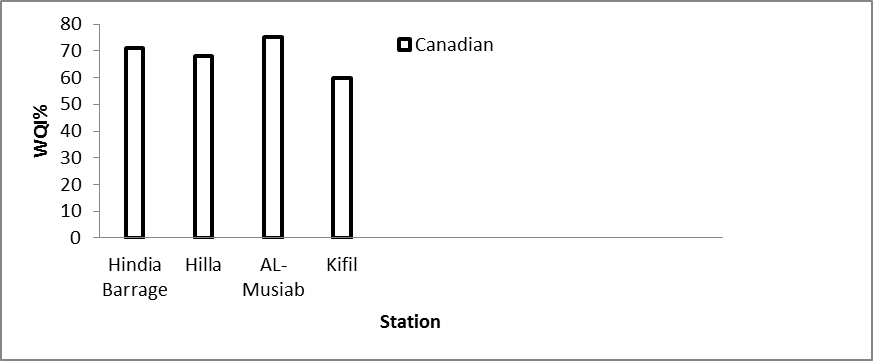 80
70
60
50
40
30
20
10
0
WQI%
Canadian
Hindia
Barrage
Hilla
AL-
Musiab
Kifil
Station